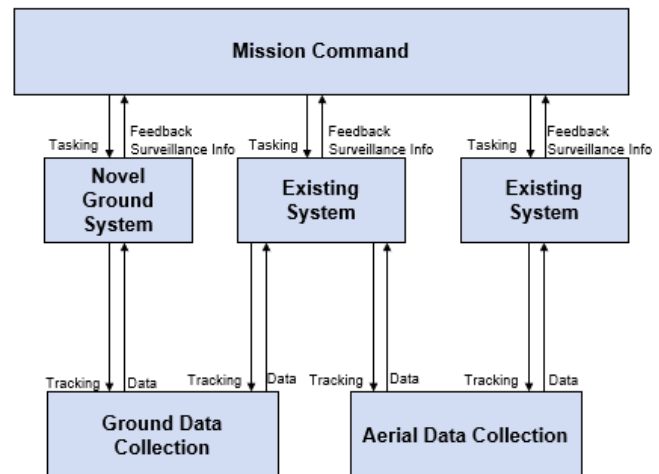 Mission Command
Tasking
Feedback
Surveillance Info
Tasking
Feedback
Surveillance Info
Tasking
Feedback
Surveillance Info
Novel
Ground
System
Existing
System
Existing
System
Tracking
Data
Tracking
Data
Tracking
Data
Tracking
Data
Ground Data
Collection
Aerial Data Collection